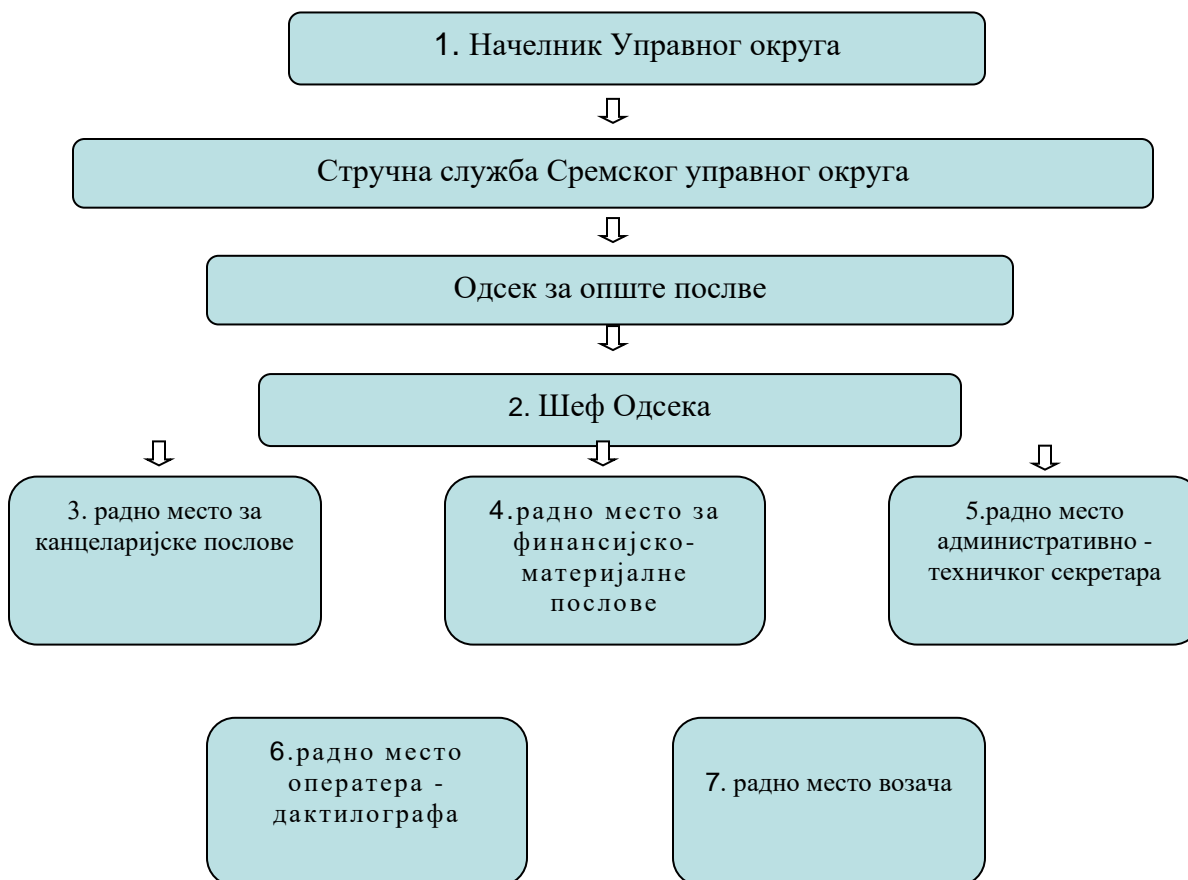 1. Начелник Управног округа
Стручна служба Сремског управног округа
Одсек за опште послве
2. Шеф Одсека
3. радно место за
канцеларијске послове
4.радно место за
финансијско-
материјалне
послове
5.радно место
административно -
техничког секретара
6.радно место
оператера -
дактилографа
7. радно место возача